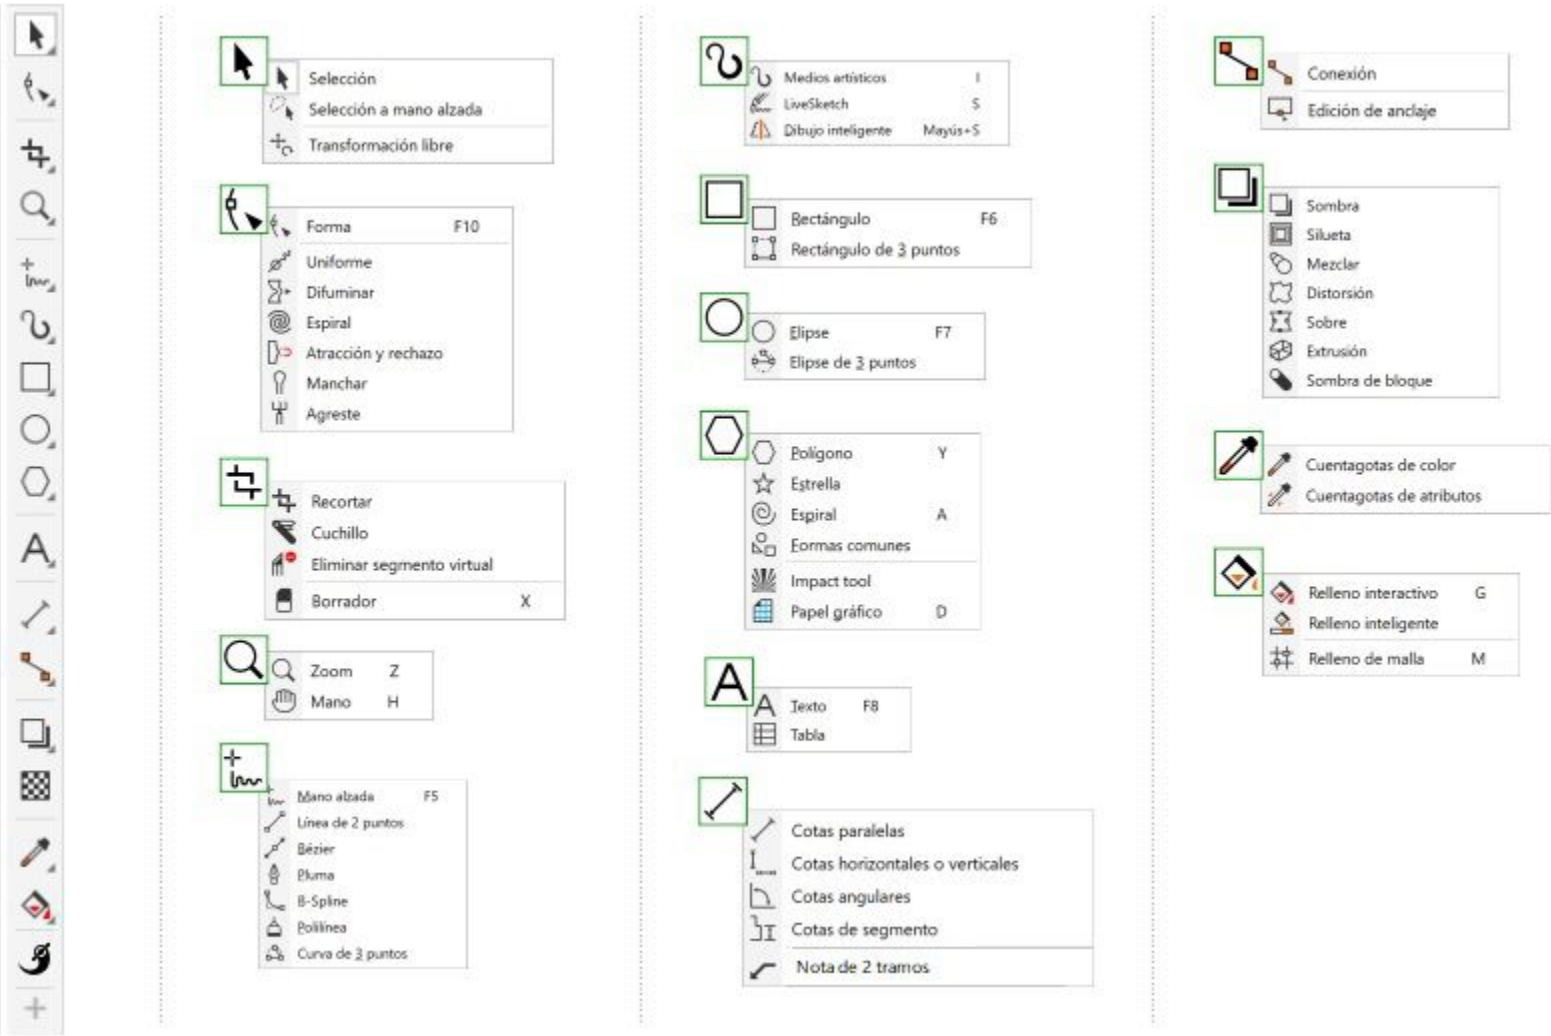 Selección
Selección a mano alzada
Transformación libre
Forma F10
Uniforme
Difuminar
Espiral
Atracción y rechazo
Manchar
Agreste
Recortar
Cuchillo
Eliminar segmento virtual
Borrador X
Zoom Z
Mano H
Mano alzada F5
Línea de 2 puntos
Bézier
Pluma
B-Spline
Polilínea
Curva de 3 puntos
Medios artísticos I
LiveSketch S
Dibujo inteligente Mayús+S
Rectángulo F6
Rectángulo de 3 puntos
Elipse F7
Elipse de 3 puntos
Polígono Y
Estrella
Espiral A
Formas comunes
Impact tool
Papel gráfico D
Texto F8
Tabla
Cotas paralelas
Cotas horizontales o verticales
Cotas angulares
Cotas de segmento
Nota de 2 tramos
Conexión
Edición de anclaje
Sombra
Silueta
Mezclar
Distorsión
Sobre
Extrusión
Sombra de bloque
Cuentagotas de color
Cuentagotas de atributos
Relleno interactivo G
Relleno inteligente
Relleno de malla M